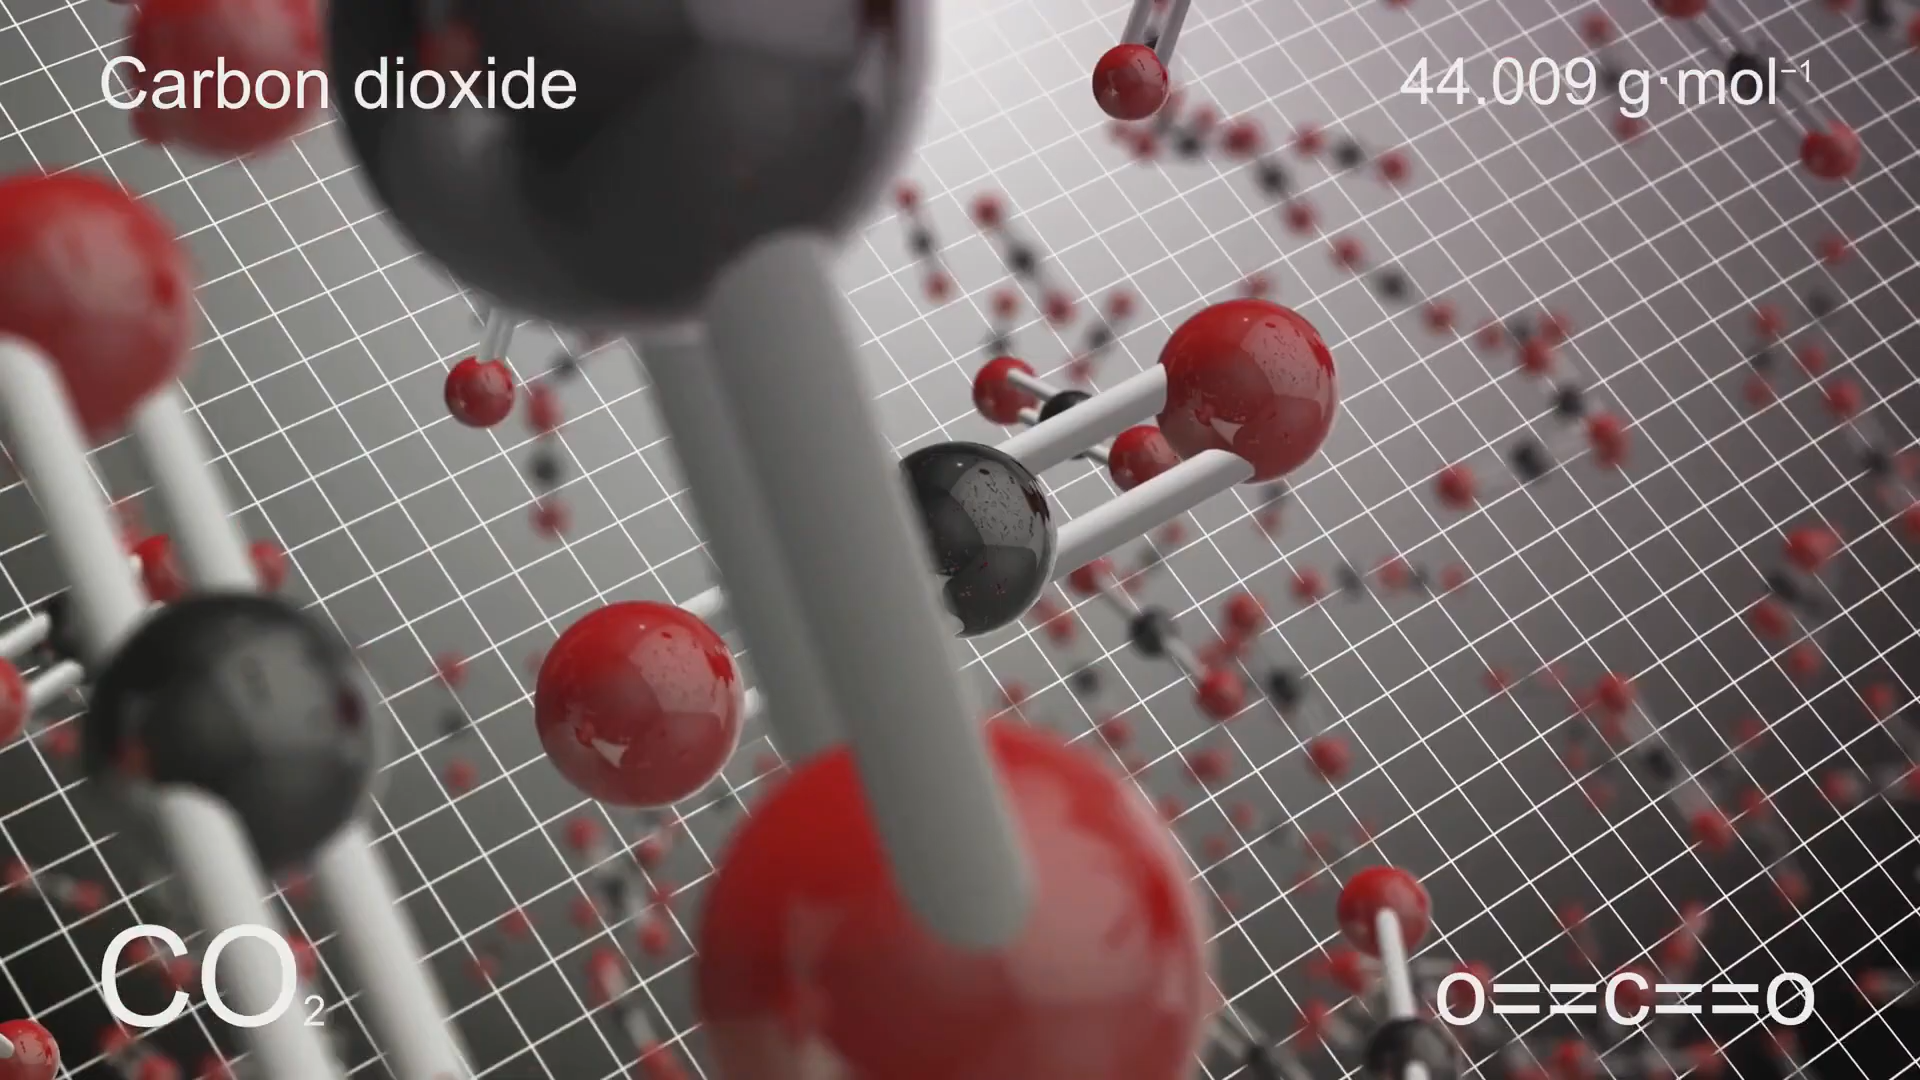 Carbon dioxide
44.009 g·mol⁻¹
CO₂
O==C==O